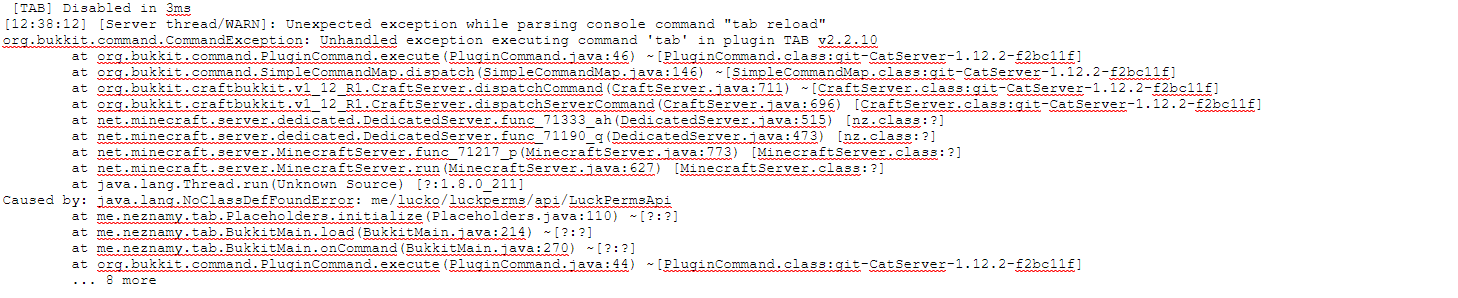 [TAB] Disabled in 3ms
[12:38:12] [Server thread/WARN]: Unexpected exception while parsing console command "tab reload"
org.bukkit.command.CommandException: Unhandled exception executing command 'tab' in plugin TAB v2.2.10
at org.bukkit.command.PluginCommand.execute(PluginCommand.java:46) ~[PluginCommand.class:git-CatServer-1.12.2-f2bc11f]
at org.bukkit.command.SimpleCommandMap.dispatch(SimpleCommandMap.java:146) ~[SimpleCommandMap.class:git-CatServer-1.12.2-f2bc11f]
at org.bukkit.craftbukkit.v1_12_R1.CraftServer.dispatchCommand(CraftServer.java:711) ~[CraftServer.class:git-CatServer-1.12.2-f2bc11f]
at org.bukkit.craftbukkit.v1_12_R1.CraftServer.dispatchServerCommand(CraftServer.java:696) [CraftServer.class:git-CatServer-1.12.2-f2bc11f]
at net.minecraft.server.dedicated.DedicatedServer.func_71333_ah(DedicatedServer.java:515) [nz.class:?]
at net.minecraft.server.dedicated.DedicatedServer.func_71190_q(DedicatedServer.java:473) [nz.class:?]
at net.minecraft.server.MinecraftServer.func_71217_p(MinecraftServer.java:773) [MinecraftServer.class:?]
at net.minecraft.server.MinecraftServer.run(MinecraftServer.java:627) [MinecraftServer.class:?]
at java.lang.Thread.run(Unknown Source) [?:1.8.0_211]
Caused by: java.lang.NoClassDefFoundError: me/lucko/luckperms/api/LuckPermsApi
at me.neznamy.tab.Placeholders.initialize(Placeholders.java:110) ~[?:?]
at me.neznamy.tab.BukkitMain.load(BukkitMain.java:214) ~[?:?]
at me.neznamy.tab.BukkitMain.onCommand(BukkitMain.java:270) ~[?:?]
at org.bukkit.command.PluginCommand.execute(PluginCommand.java:44) ~[PluginCommand.class:git-CatServer-1.12.2-f2bc11f]
... 8 more